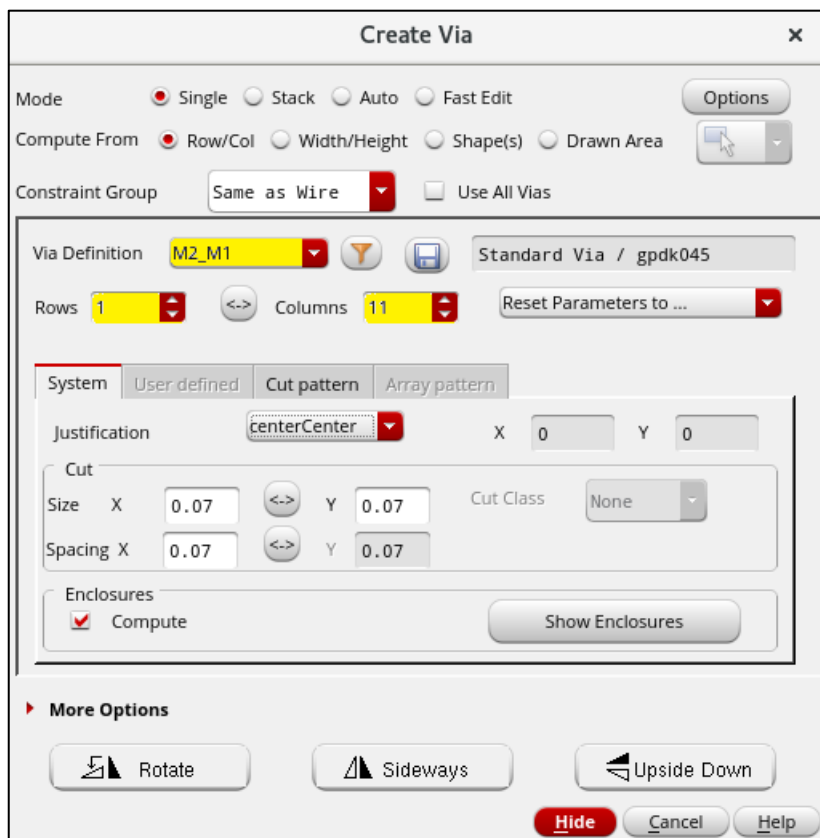 Create Via
Mode Single Stack Auto Fast Edit Options
Compute From Row/Col Width/Height Shape(s) Drawn Area
Constraint Group Same as Wire Use All Vias
Via Definition M2_M1 Standard Via / gpdk045
Rows 1 <-> Columns 11 Reset Parameters to ...
System User defined Cut pattern Array pattern
Justification centerCenter X 0 Y 0
Cut
Size X 0.07 <-> Y 0.07 Cut Class None
Spacing X 0.07 <-> Y 0.07
Enclosures
Compute Show Enclosures
More Options
Rotate Sideways Upside Down
Hide Cancel Help